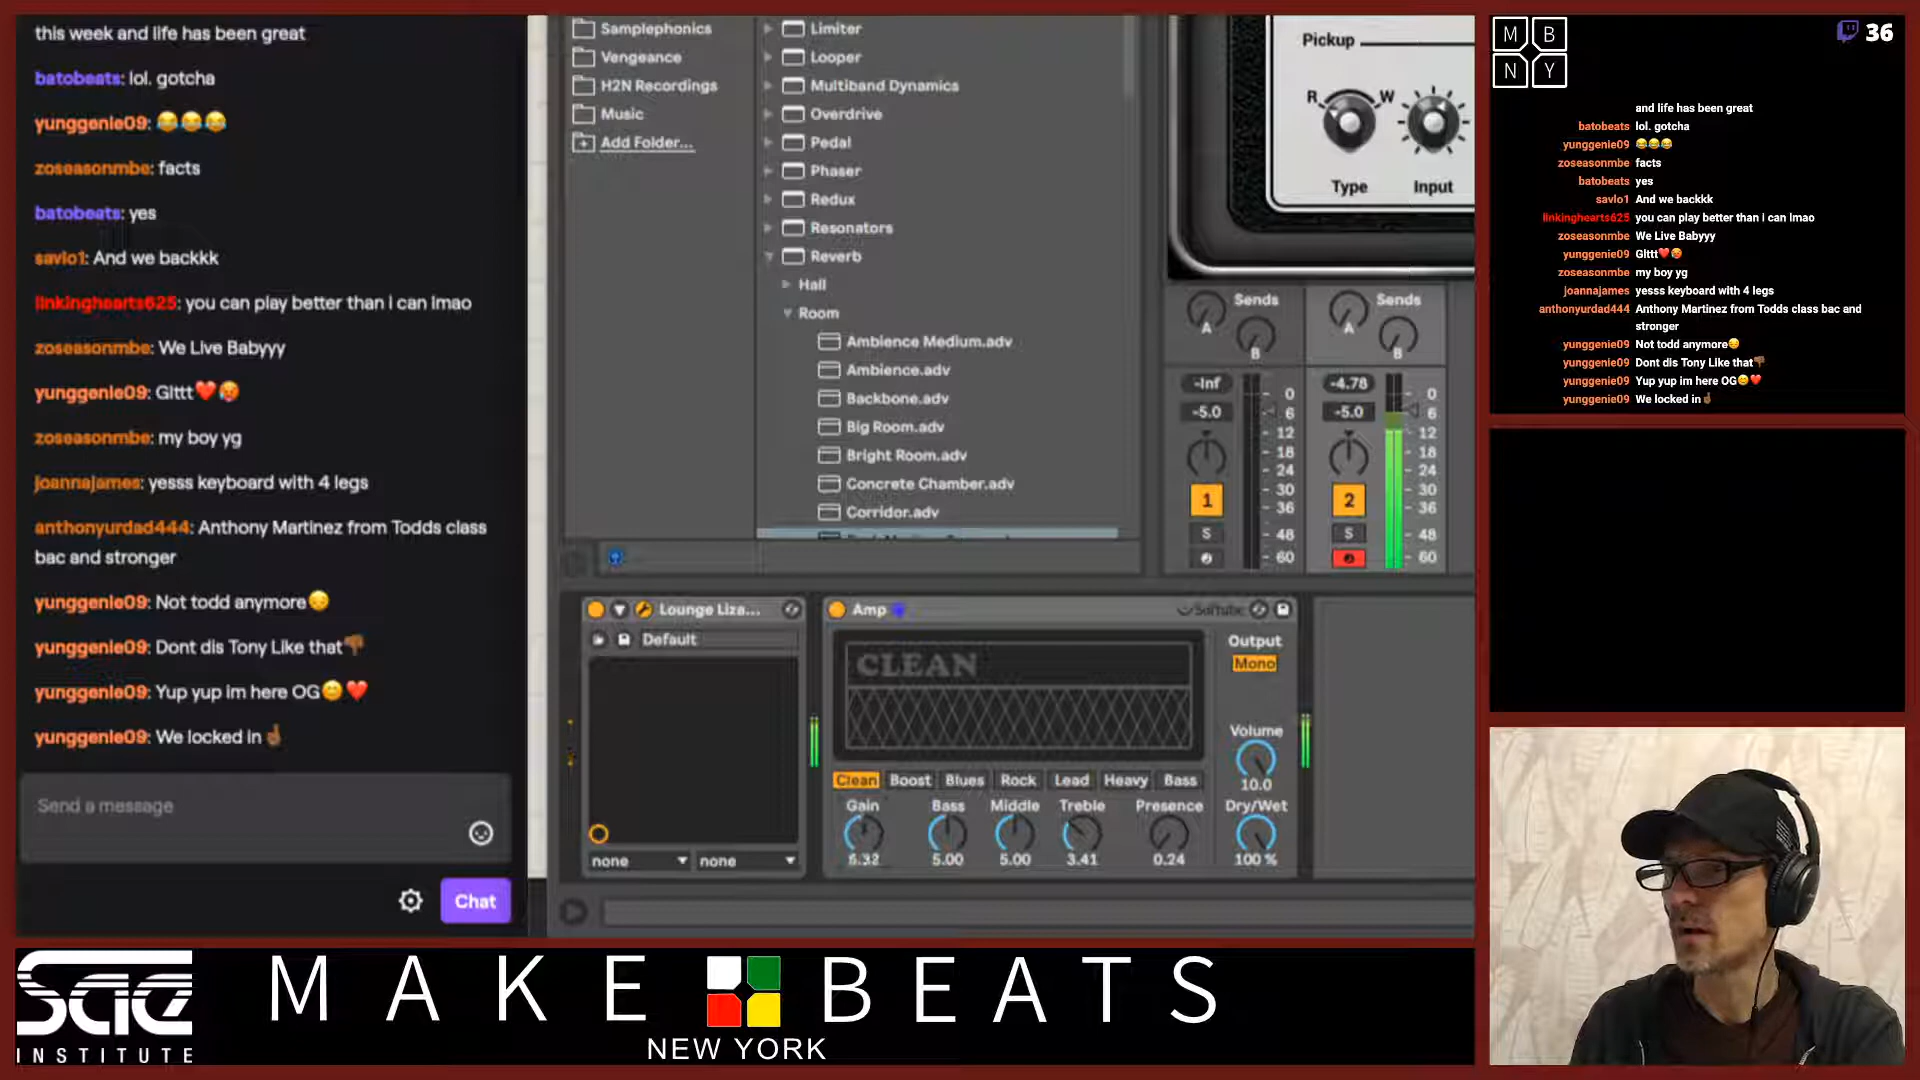 this week and life has been great
batobeats: lol. gotcha
yunggenie09: 😂😂😂
zoseasonmbe: facts
batobeats: yes
savlo1: And we backkk
linkinghearts625: you can play better than i can lmao
zoseasonmbe: We Live Babyyy
yunggenie09: Glttt❤️🥵
zoseasonmbe: my boy yg
joannajames: yesss keyboard with 4 legs
anthonyurdad444: Anthony Martinez from Todds class
bac and stronger
yunggenie09: Not todd anymore😔
yunggenie09: Dont dis Tony Like that👎🏾
yunggenie09: Yup yup im here OG😊❤️
yunggenie09: We locked in🤞🏾
Send a message
Chat
Samplephonics
Vengeance
H2N Recordings
Music
Add Folder...
Limiter
Looper
Multiband Dynamics
Overdrive
Pedal
Phaser
Redux
Resonators
Reverb
Hall
Room
Ambience Medium.adv
Ambience.adv
Backbone.adv
Big Room.adv
Bright Room.adv
Concrete Chamber.adv
Corridor.adv
Pickup
R W
Type Input
Sends Sends
A A
B B
-Inf 0 -4.78 0
-5.0 6 -5.0 6
12 12
18 18
24 24
1 30 2 30
36 36
S 48 S 48
60 60
Lounge Liza...
Default
none none
Amp Softube
CLEAN
Clean Boost Blues Rock Lead Heavy Bass
Gain Bass Middle Treble Presence
5.00 5.00 3.41 0.24
Output
Mono
Volume
10.0
Dry/Wet
100 %
M B
N Y
36
and life has been great
batobeats lol. gotcha
yunggenie09 😂😂😂
zoseasonmbe facts
batobeats yes
savlo1 And we backkk
linkinghearts625 you can play better than i can lmao
zoseasonmbe We Live Babyyy
yunggenie09 Glttt❤️🥵
zoseasonmbe my boy yg
joannajames yesss keyboard with 4 legs
anthonyurdad444 Anthony Martinez from Todds class bac and
stronger
yunggenie09 Not todd anymore😔
yunggenie09 Dont dis Tony Like that👎🏾
yunggenie09 Yup yup im here OG😊❤️
yunggenie09 We locked in🤞🏾
sae
INSTITUTE
MAKE BEATS
NEW YORK